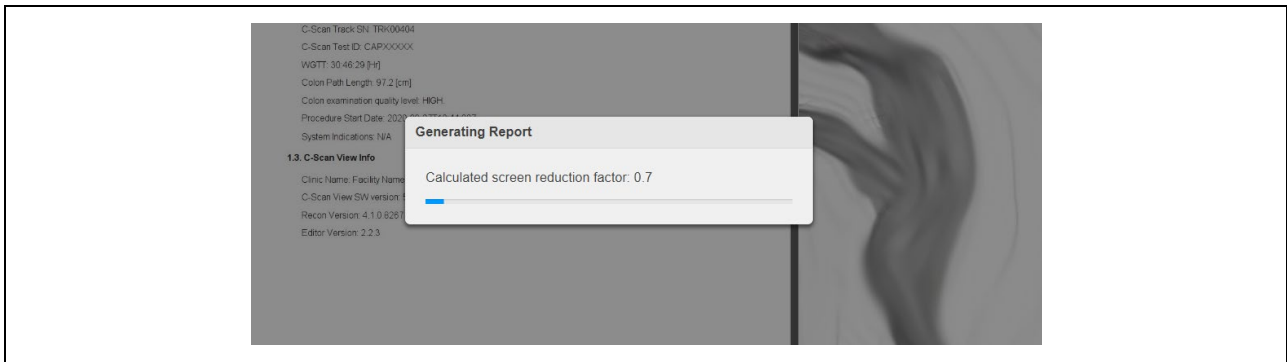 C-Scan Track SN: TRK00404
C-Scan Test ID: CAPXXXXX
WGTT: 30:46:29 [Hr]
Colon Path Length: 97.2 [cm]
Colon examination quality level: HIGH.
Procedure Start Date:
System Indications: N/A
Generating Report
Calculated screen reduction factor: 0.7
1.3. C-Scan View Info
Clinic Name: Facility Name
C-Scan View SW version:
Recon Version: 4.1.0.8267
Editor Version: 2.2.3